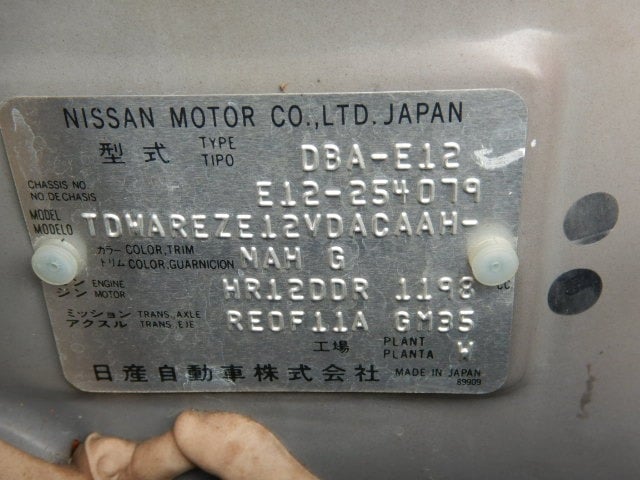 NISSAN MOTOR CO.,LTD. JAPAN
型式 TYPE TIPO DBA-E12
CHASSIS NO. NO. DE CHASIS E12-254079
MODEL MODELO TDWAREZE12VDACAAH-
カラー COLOR, TRIM トリム COLOR, GUARNICION NAH G
ジン ENGINE ジン MOTOR HR12DDR 1198 cc
ミッション TRANS. AXLE アクスル TRANS. EJE RE0F11A GM35
工場 PLANT PLANTA W
日産自動車株式会社 MADE IN JAPAN
89909